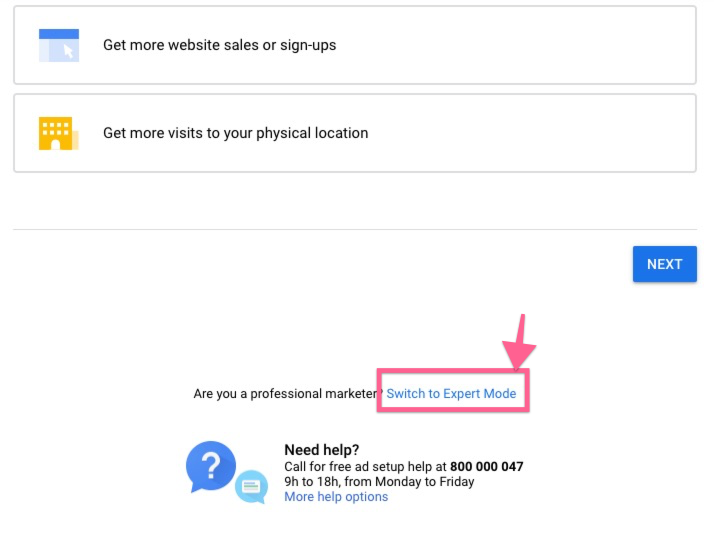 Get more website sales or sign-ups
Get more visits to your physical location
NEXT
Are you a professional marketer? Switch to Expert Mode
?
Need help?
Call for free ad setup help at 800 000 047
9h to 18h, from Monday to Friday
More help options